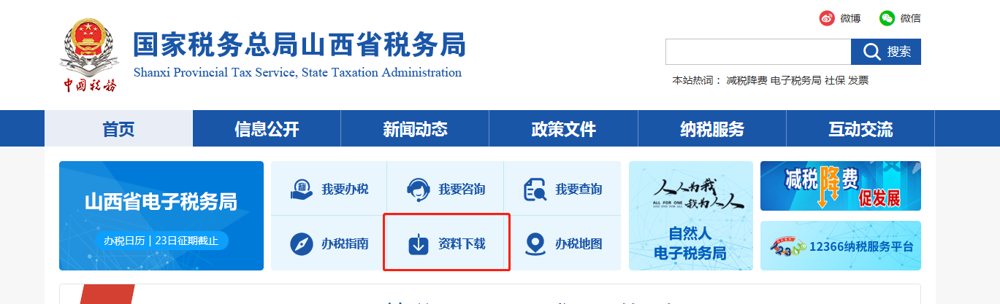 微博
微信
国家税务总局山西省税务局
Shanxi Provincial Tax Service, State Taxation Administration
中国税务
搜索
本站热词： 减税降费 电子税务局 社保 发票
首页
信息公开
新闻动态
政策文件
纳税服务
互动交流
山西省电子税务局
办税日历 | 23日征期截止
我要办税
我要咨询
我要查询
办税指南
资料下载
办税地图
人人为我
ALL FOR ONE
我为人人
自然人
电子税务局
减税降费
促发展
12366纳税服务平台